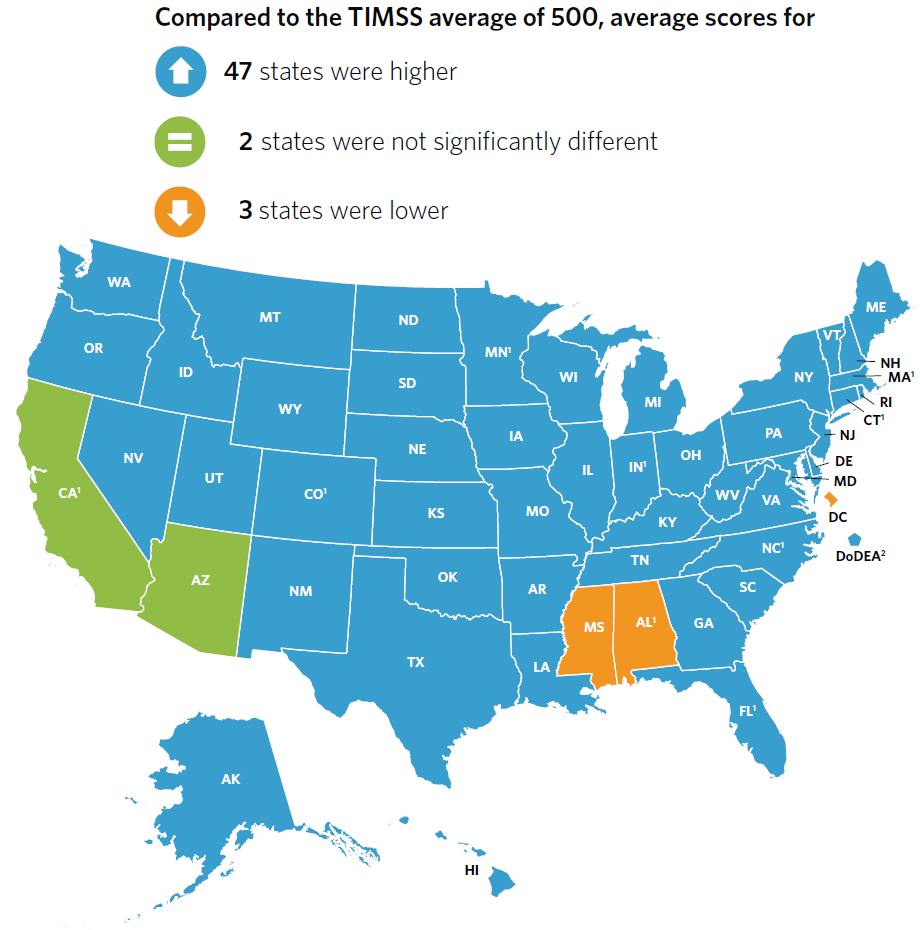 Compared to the TIMSS average of 500, average scores for
47 states were higher
2 states were not significantly different
3 states were lower
WA
MT
ND
ME
OR
ID
MN¹
VT
SD
WI
NY
NH
MA¹
WY
MI
RI
CT¹
NE
IA
PA
NJ
NV
UT
IL
IN¹
OH
DE
MD
CA¹
CO¹
KS
MO
WV
VA
KY
DC
AZ
NM
OK
AR
TN
NC¹
DoDEA²
SC
MS
AL¹
GA
TX
LA
FL¹
AK
HI